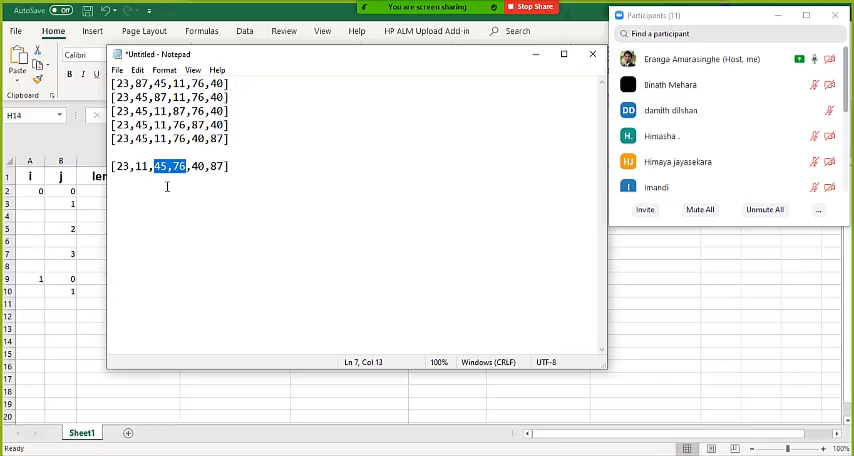 AutoSave Off
You are screen sharing
Stop Share
File Home Insert Page Layout Formulas Data Review View Help HP ALM Upload Add-in Search
Paste
Calibri
B I
Clipboard
H14
*Untitled - Notepad
File Edit Format View Help
[23,87,45,11,76,40]
[23,45,87,11,76,40]
[23,45,11,87,76,40]
[23,45,11,76,87,40]
[23,45,11,76,40,87]
[23,11,45,76,40,87]
Ln 7, Col 13 100% Windows (CRLF) UTF-8
Participants (11)
Find a participant
Eranga Amarasinghe (Host, me)
Binath Mehara
DD damith dilshan
H. Himasha .
HJ Himaya jayasekara
I Imandi
Invite Mute All Unmute All ...
A B
1 i j
2 0 0
3 1
4
5 2
6
7 3
8
9 1 0
10 1
11
12
13
14
15
16
17
18
19
20
Sheet1
Ready
100%